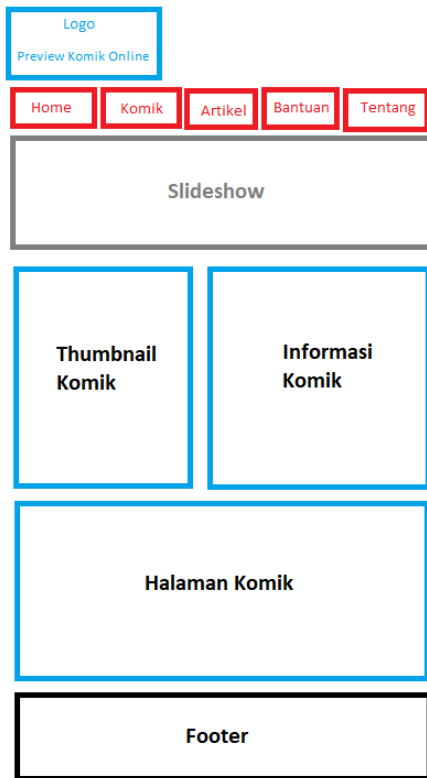 Logo
Preview Komik Online
Home Komik Artikel Bantuan Tentang
Slideshow
Thumbnail
Komik
Informasi
Komik
Halaman Komik
Footer